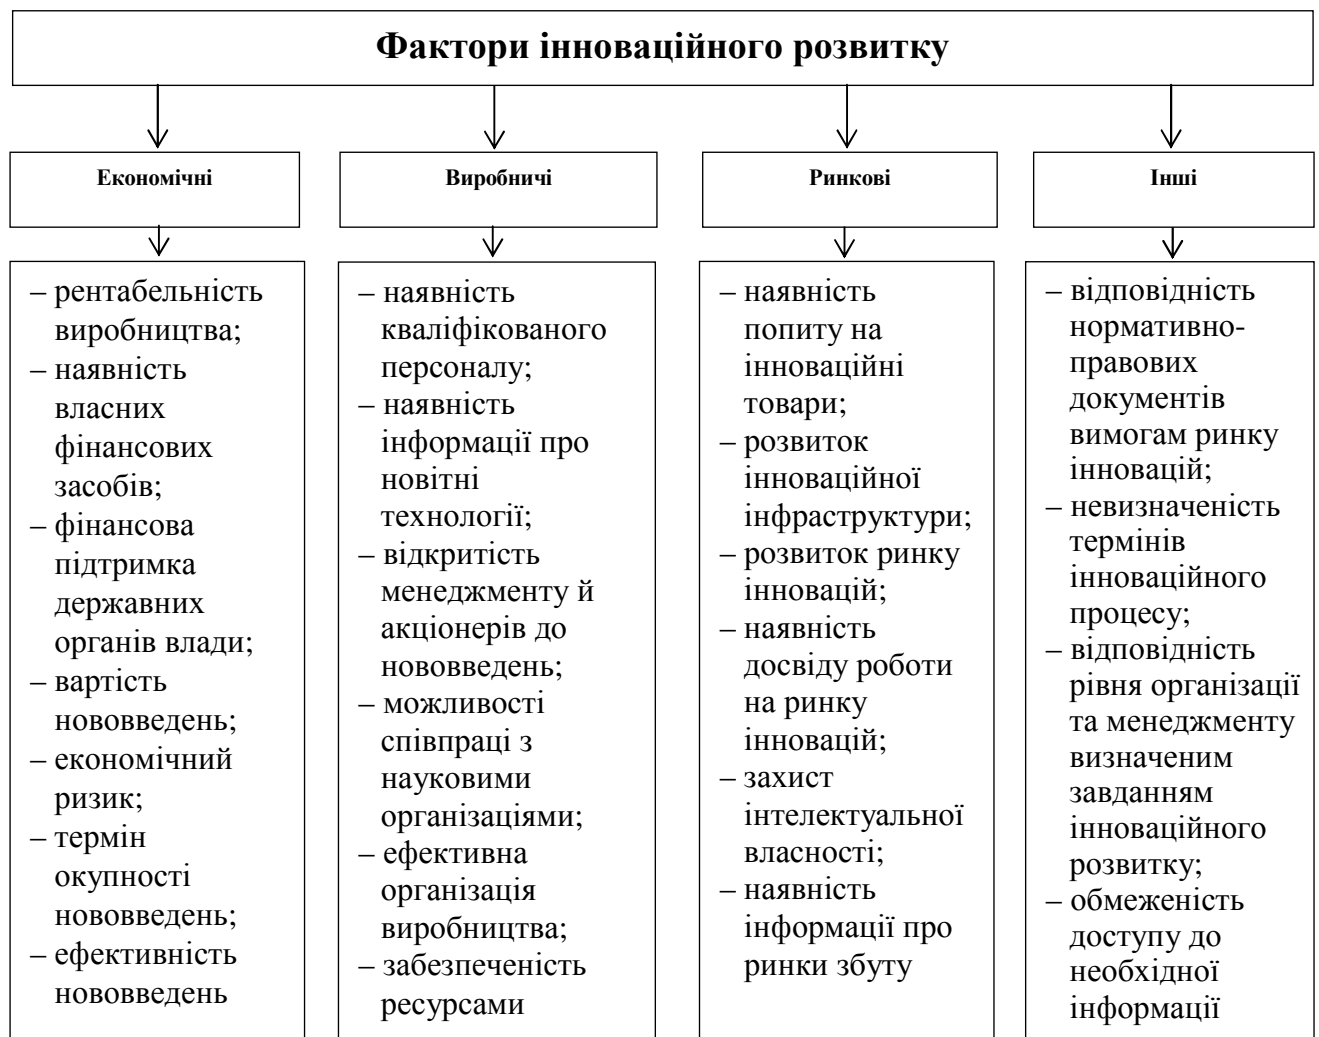 Фактори інноваційного розвитку
Економічні
Виробничі
Ринкові
Інші
– рентабельність
виробництва;
– наявність
власних
фінансових
засобів;
– фінансова
підтримка
державних
органів влади;
– вартість
нововведень;
– економічний
ризик;
– термін
окупності
нововведень;
– ефективність
нововведень
– наявність
кваліфікованого
персоналу;
– наявність
інформації про
новітні
технології;
– відкритість
менеджменту й
акціонерів до
нововведень;
– можливості
співпраці з
науковими
організаціями;
– ефективна
організація
виробництва;
– забезпеченість
ресурсами
– наявність
попиту на
інноваційні
товари;
– розвиток
інноваційної
інфраструктури;
– розвиток ринку
інновацій;
– наявність
досвіду роботи
на ринку
інновацій;
– захист
інтелектуальної
власності;
– наявність
інформації про
ринки збуту
– відповідність
нормативно-
правових
документів
вимогам ринку
інновацій;
– невизначеність
термінів
інноваційного
процесу;
– відповідність
рівня організації
та менеджменту
визначеним
завданням
інноваційного
розвитку;
– обмеженість
доступу до
необхідної
інформації